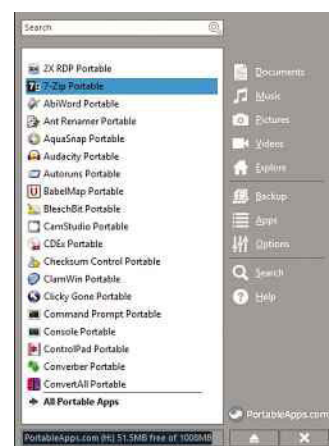 Search
2X RDP Portable
7-Zip Portable
AbiWord Portable
Ant Renamer Portable
AquaSnap Portable
Audacity Portable
Autoruns Portable
BabelMap Portable
BleachBit Portable
CamStudio Portable
CDEx Portable
Checksum Control Portable
ClamWin Portable
Clicky Gone Portable
Command Prompt Portable
Console Portable
ControlPad Portable
Converber Portable
ConvertAll Portable
All Portable Apps
PortableApps.com (H:) 51.5MB free of 1008MB
Documents
Music
Pictures
Videos
Explore
Backup
Apps
Options
Search
Help
PortableApps.com